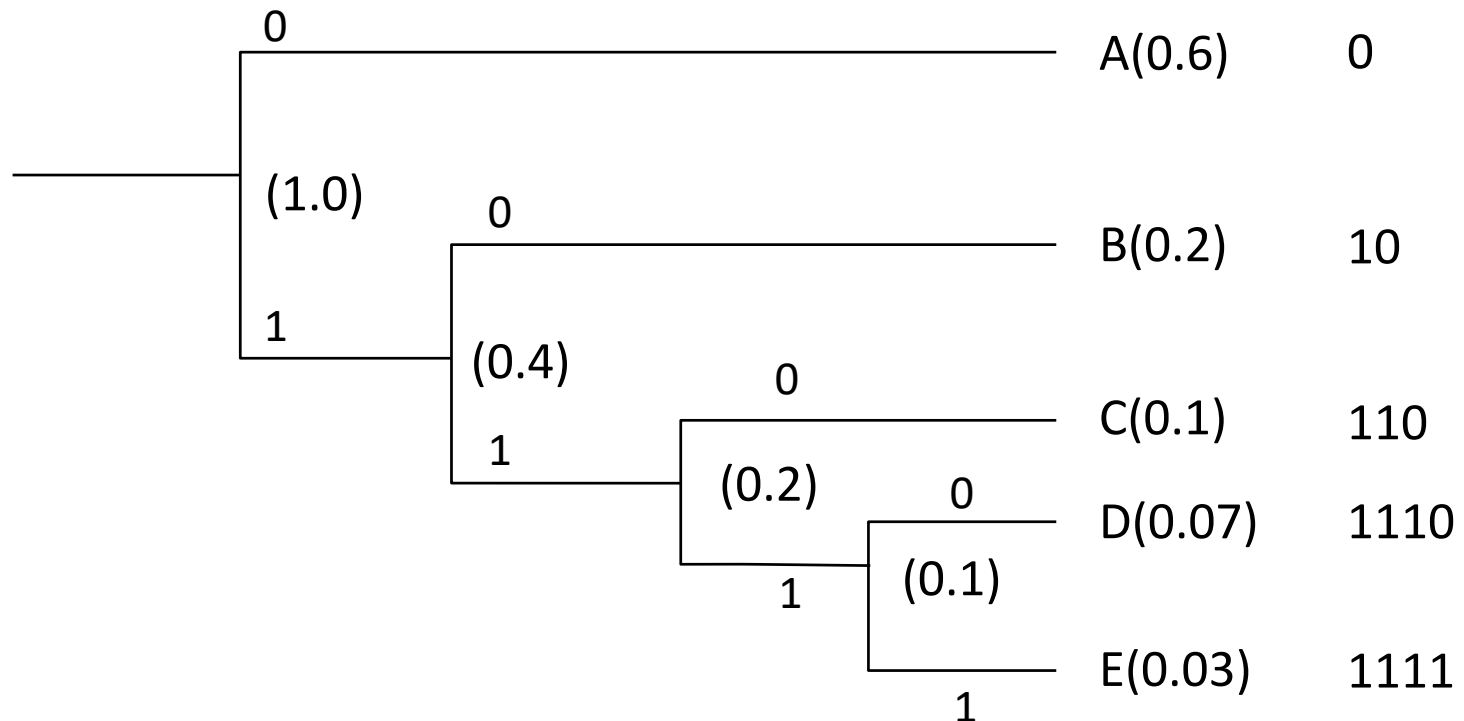 0
A(0.6) 0
(1.0)
0
B(0.2) 10
1
(0.4)
0
C(0.1) 110
1
(0.2)
0
D(0.07) 1110
(0.1)
1
E(0.03) 1111
1